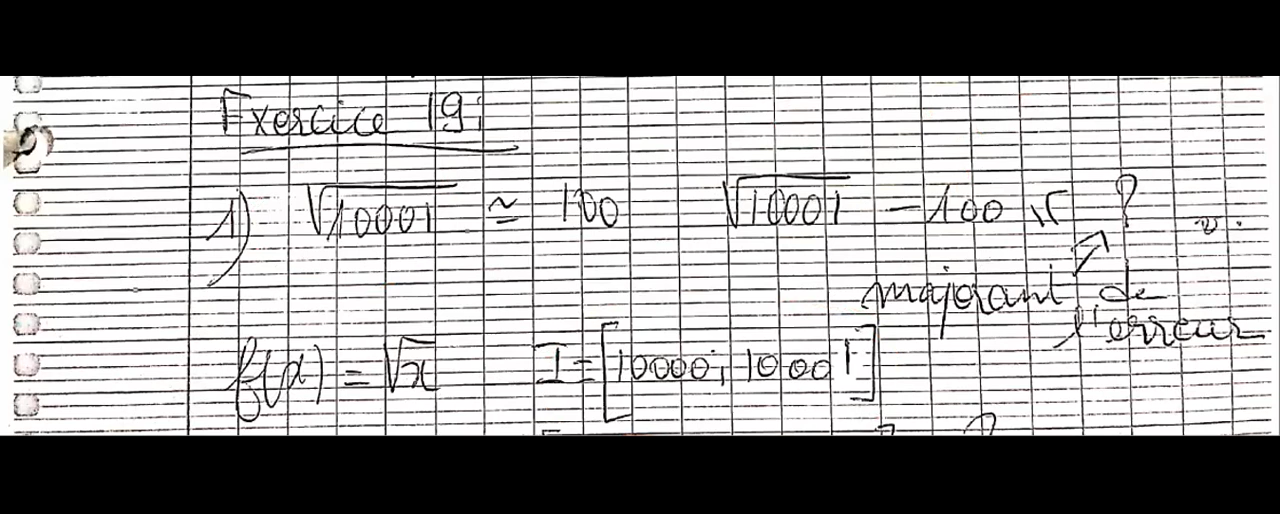 Exercice 19:
1) √10001 ≃ 100 √10001 - 100 ≤ ?
majorant de
l'erreur
f(x) = √x I = [10000; 10001]